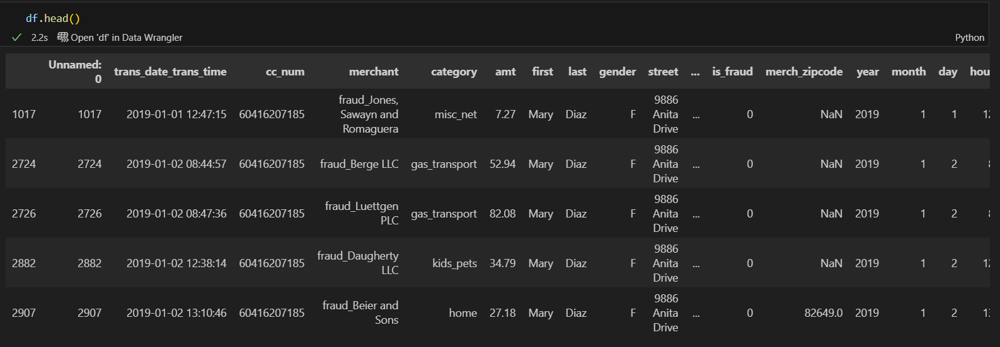 df.head()
2.2s Open 'df' in Data Wrangler Python
Unnamed: 0 trans_date_trans_time cc_num merchant category amt first last gender street ... is_fraud merch_zipcode year month day hou
1017 1017 2019-01-01 12:47:15 60416207185 fraud_Jones, Sawayn and Romaguera misc_net 7.27 Mary Diaz F 9886 Anita Drive ... 0 NaN 2019 1 1 12
2724 2724 2019-01-02 08:44:57 60416207185 fraud_Berge LLC gas_transport 52.94 Mary Diaz F 9886 Anita Drive ... 0 NaN 2019 1 2
2726 2726 2019-01-02 08:47:36 60416207185 fraud_Luettgen PLC gas_transport 82.08 Mary Diaz F 9886 Anita Drive ... 0 NaN 2019 1 2
2882 2882 2019-01-02 12:38:14 60416207185 fraud_Daugherty LLC kids_pets 34.79 Mary Diaz F 9886 Anita Drive ... 0 NaN 2019 1 2 12
2907 2907 2019-01-02 13:10:46 60416207185 fraud_Beier and Sons home 27.18 Mary Diaz F 9886 Anita Drive ... 0 82649.0 2019 1 2 13